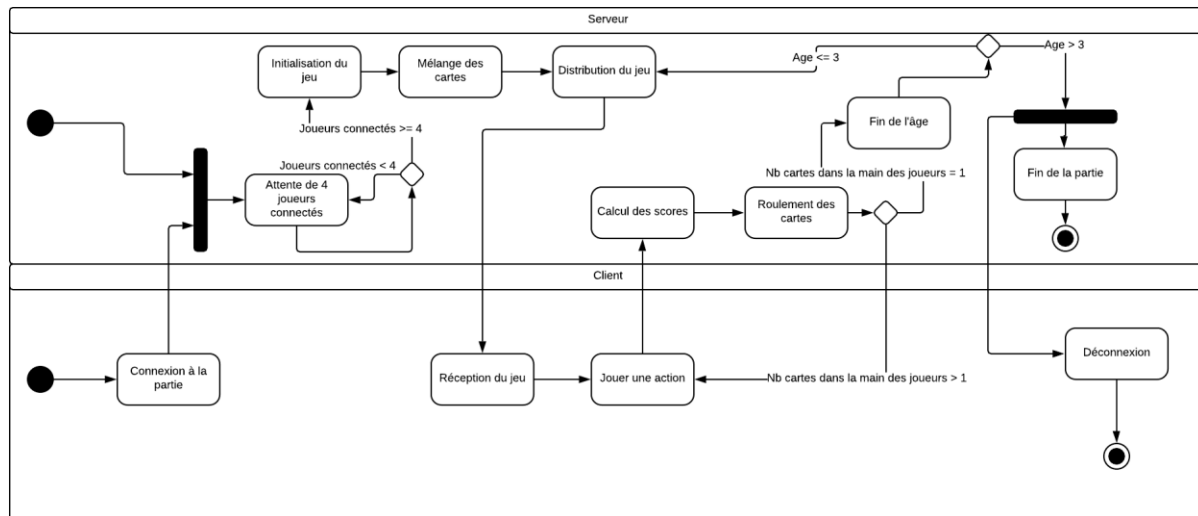 Serveur
Age > 3
Age <= 3
Initialisation du
jeu
Mélange des
cartes
Distribution du jeu
Fin de l'âge
Joueurs connectés >= 4
Joueurs connectés < 4
Attente de 4
joueurs
connectés
Nb cartes dans la main des joueurs = 1
Fin de la partie
Calcul des scores
Roulement des
cartes
Client
Connexion à la
partie
Réception du jeu
Jouer une action
Nb cartes dans la main des joueurs > 1
Déconnexion